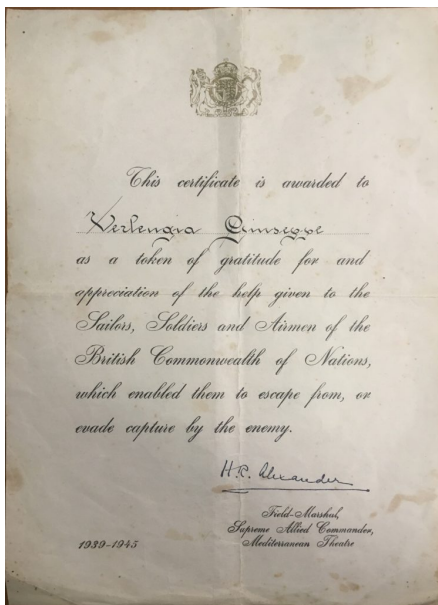 This certificate is awarded to
Verlengia Giuseppe
as a token of gratitude for and
appreciation of the help given to the
Sailors, Soldiers and Airmen of the
British Commonwealth of Nations,
which enabled them to escape from, or
evade capture by the enemy.
H.R. Alexander
Field-Marshal,
Supreme Allied Commander,
Mediterranean Theatre
1939-1945